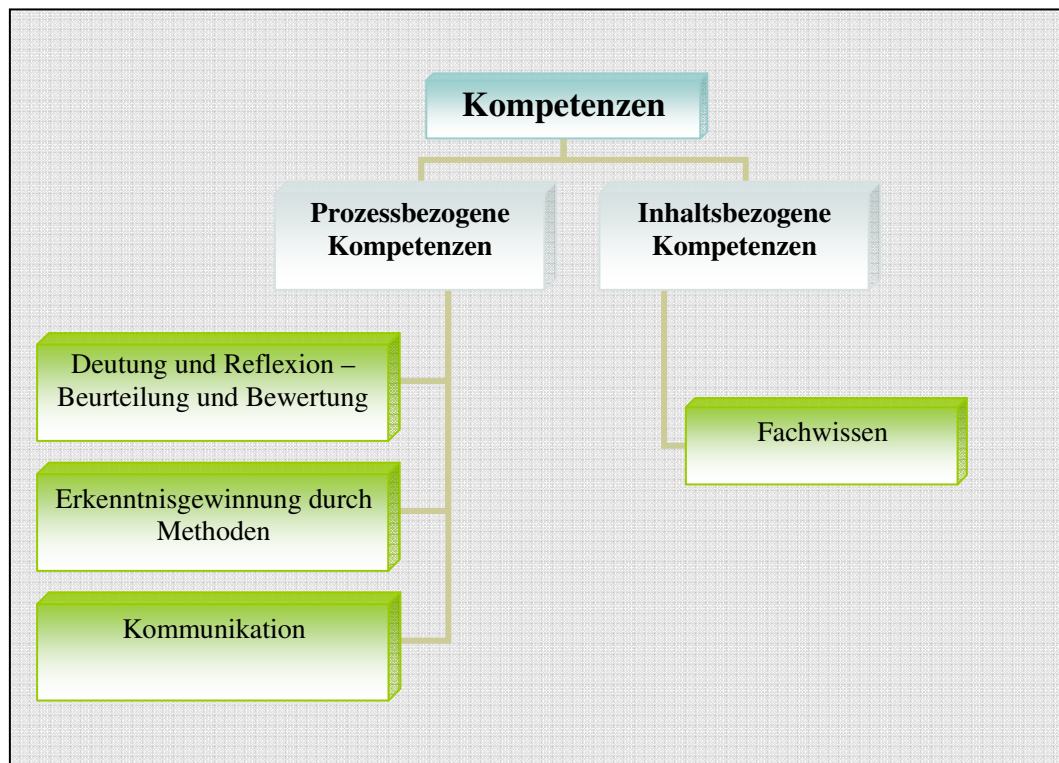 Kompetenzen
Prozessbezogene
Kompetenzen
Inhaltsbezogene
Kompetenzen
Deutung und Reflexion –
Beurteilung und Bewertung
Erkenntnisgewinnung durch
Methoden
Kommunikation
Fachwissen